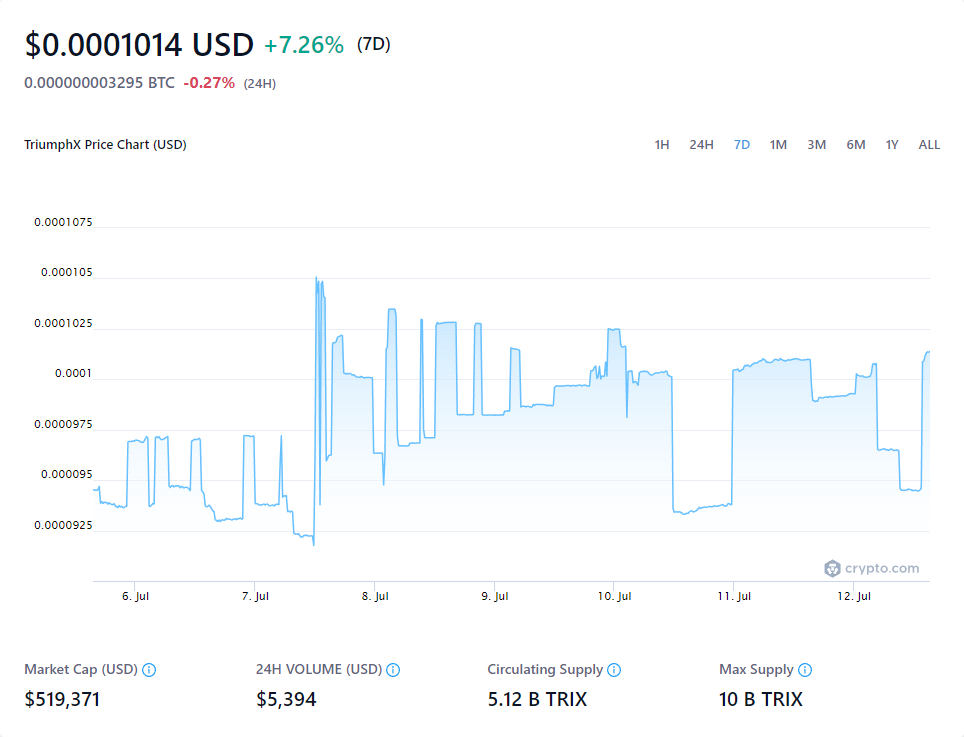 $0.0001014 USD +7.26% (7D)
0.000000003295 BTC -0.27% (24H)
TriumphX Price Chart (USD) 1H 24H 7D 1M 3M 6M 1Y ALL
0.0001075
0.000105
0.0001025
0.0001
0.0000975
0.000095
0.0000925
crypto.com
6. Jul 7. Jul 8. Jul 9. Jul 10. Jul 11. Jul 12. Jul
Market Cap (USD) 24H VOLUME (USD) Circulating Supply Max Supply
$519,371 $5,394 5.12 B TRIX 10 B TRIX